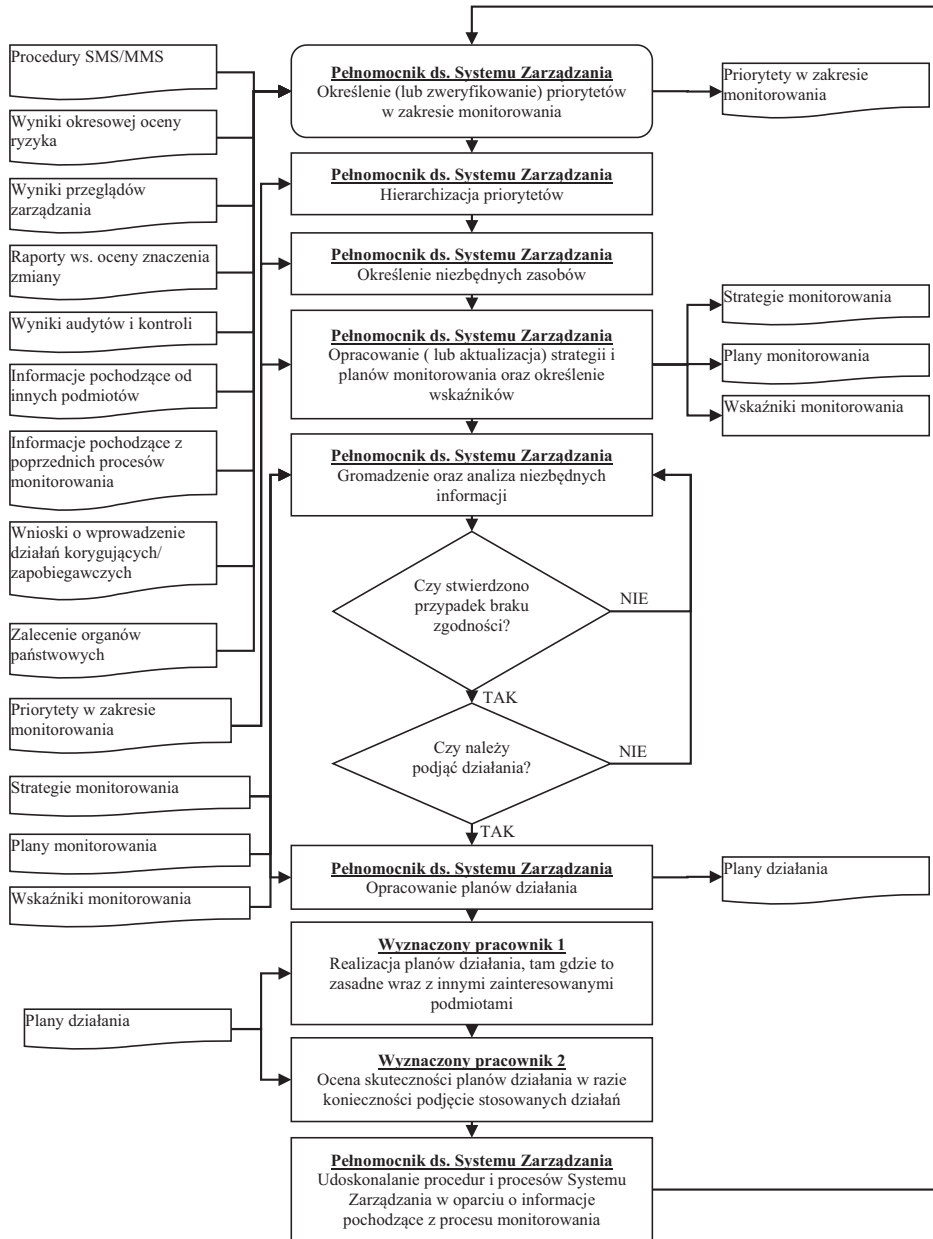 Procedury SMS/MMS
Wyniki okresowej oceny
ryzyka
Wyniki przeglądów
zarządzania
Raporty ws. oceny znaczenia
zmiany
Wyniki audytów i kontroli
Informacje pochodzące od
innych podmiotów
Informacje pochodzące z
poprzednich procesów
monitorowania
Wnioski o wprowadzenie
działań korygujących/
zapobiegawczych
Zalecenie organów
państwowych
Priorytety w zakresie
monitorowania
Strategie monitorowania
Plany monitorowania
Wskaźniki monitorowania
Plany działania
Pełnomocnik ds. Systemu Zarządzania
Określenie (lub zweryfikowanie) priorytetów
w zakresie monitorowania
Pełnomocnik ds. Systemu Zarządzania
Hierarchizacja priorytetów
Pełnomocnik ds. Systemu Zarządzania
Określenie niezbędnych zasobów
Pełnomocnik ds. Systemu Zarządzania
Opracowanie ( lub aktualizacja) strategii i
planów monitorowania oraz określenie
wskaźników
Pełnomocnik ds. Systemu Zarządzania
Gromadzenie oraz analiza niezbędnych
informacji
Czy stwierdzono
przypadek braku
zgodności?
NIE
TAK
Czy należy
podjąć działania?
NIE
TAK
Pełnomocnik ds. Systemu Zarządzania
Opracowanie planów działania
Wyznaczony pracownik 1
Realizacja planów działania, tam gdzie to
zasadne wraz z innymi zainteresowanymi
podmiotami
Wyznaczony pracownik 2
Ocena skuteczności planów działania w razie
konieczności podjęcie stosowanych działań
Pełnomocnik ds. Systemu Zarządzania
Udoskonalanie procedur i procesów Systemu
Zarządzania w oparciu o informacje
pochodzące z procesu monitorowania
Priorytety w zakresie
monitorowania
Strategie monitorowania
Plany monitorowania
Wskaźniki monitorowania
Plany działania